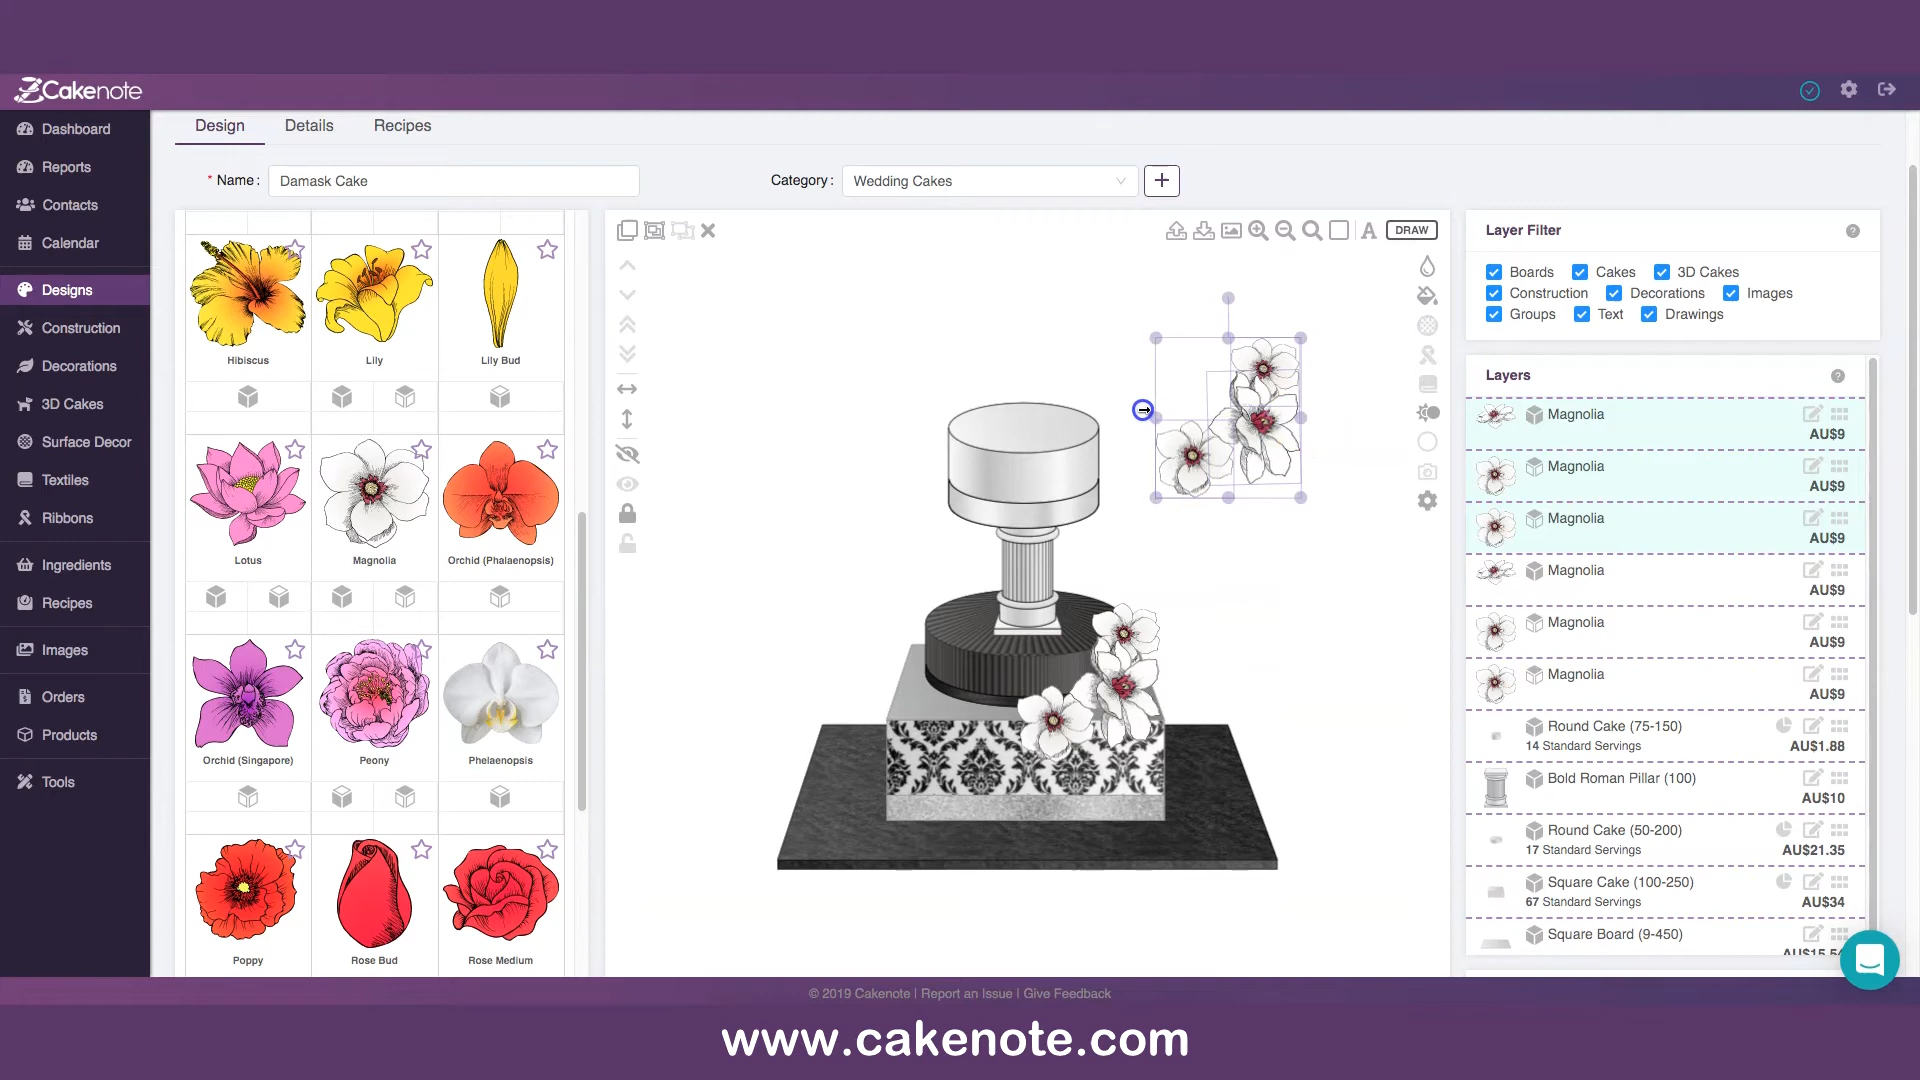 Cakenote
Dashboard
Reports
Contacts
Calendar
Designs
Construction
Decorations
3D Cakes
Surface Decor
Textiles
Ribbons
Ingredients
Recipes
Images
Orders
Products
Tools
Design Details Recipes
* Name : Damask Cake
Category : Wedding Cakes +
Hibiscus Lily Lily Bud
Lotus Magnolia Orchid (Phalaenopsis)
Orchid (Singapore) Peony Phelaenopsis
Poppy Rose Bud Rose Medium
A DRAW
Layer Filter ?
Boards Cakes 3D Cakes
Construction Decorations Images
Groups Text Drawings
Layers ?
Magnolia
AU$9
Magnolia
AU$9
Magnolia
AU$9
Magnolia
AU$9
Magnolia
AU$9
Magnolia
AU$9
Round Cake (75-150)
14 Standard Servings AU$1.88
Bold Roman Pillar (100)
AU$10
Round Cake (50-200)
17 Standard Servings AU$21.35
Square Cake (100-250)
67 Standard Servings AU$34
Square Board (9-450)
© 2019 Cakenote | Report an Issue | Give Feedback
www.cakenote.com